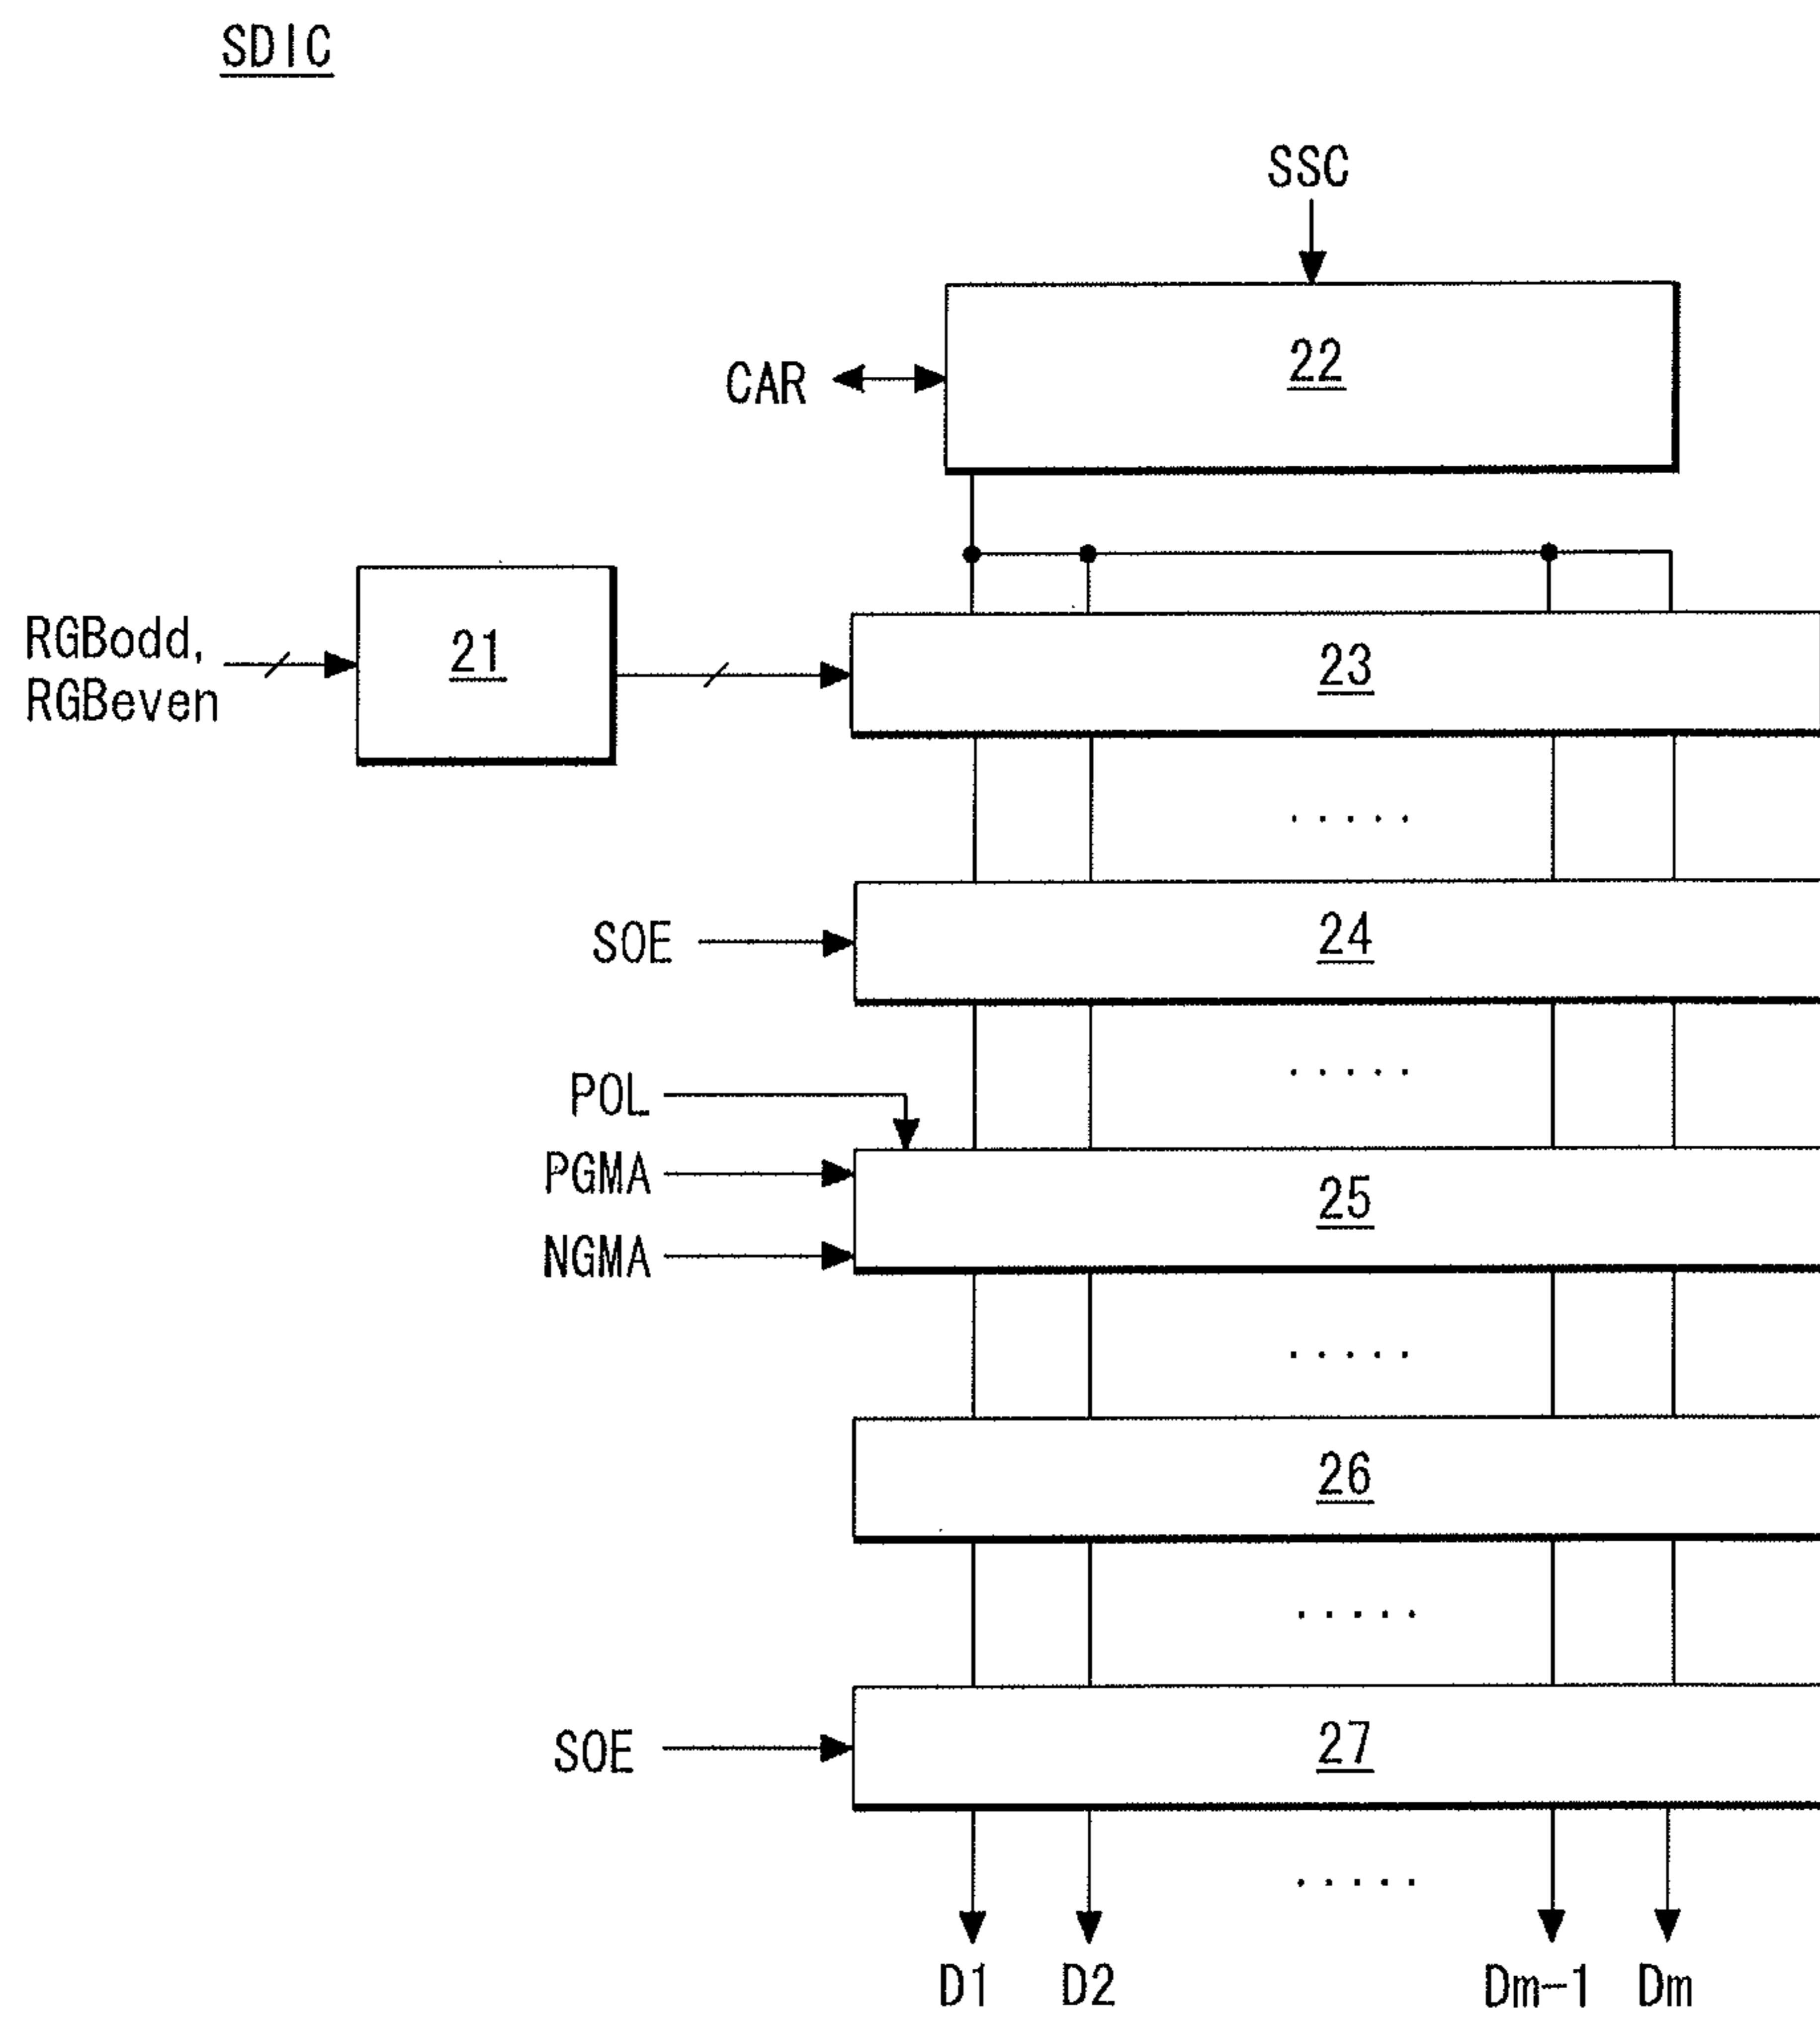 SDIC
SSC
CAR
22
RGBodd,
RGBeven
21
23
.....
SOE
24
.....
POL
PGMA
NGMA
25
.....
26
.....
SOE
27
.....
D1 D2 Dm-1 Dm